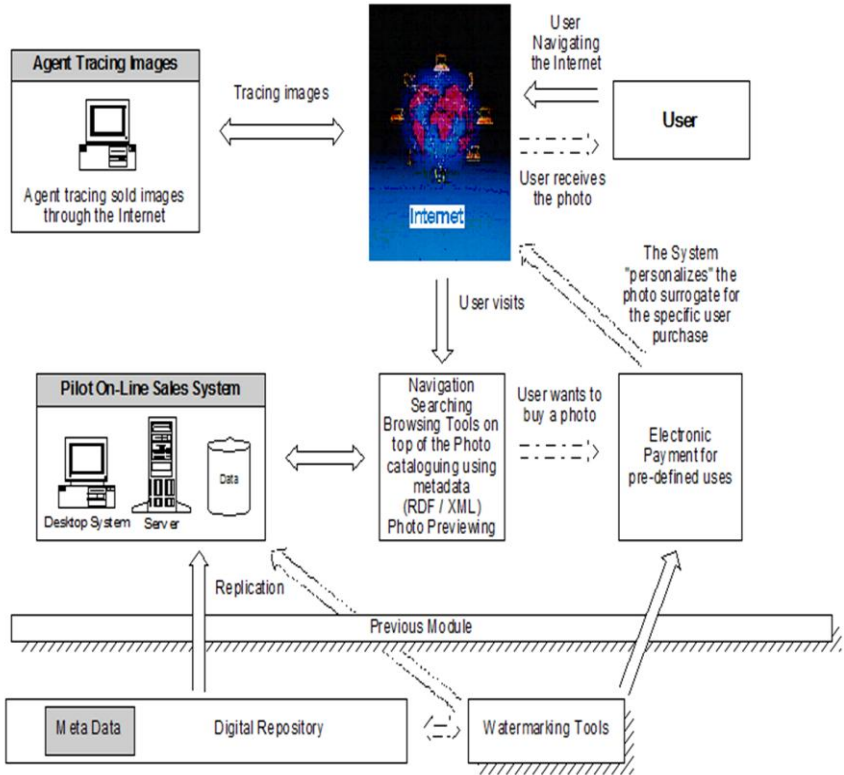 Agent Tracing Images
Agent tracing sold images
through the Internet
Tracing images
Internet
User
Navigating
the Internet
User
User receives
the photo
The System
"personalizes" the
photo surrogate for
the specific user
purchase
User visits
Pilot On-Line Sales System
Desktop System
Server
Data
Navigation
Searching
Browsing Tools on
top of the Photo
cataloguing using
metadata
(RDF / XML)
Photo Previewing
User wants to
buy a photo
Electronic
Payment for
pre-defined uses
Replication
Previous Module
Meta Data
Digital Repository
Watermarking Tools